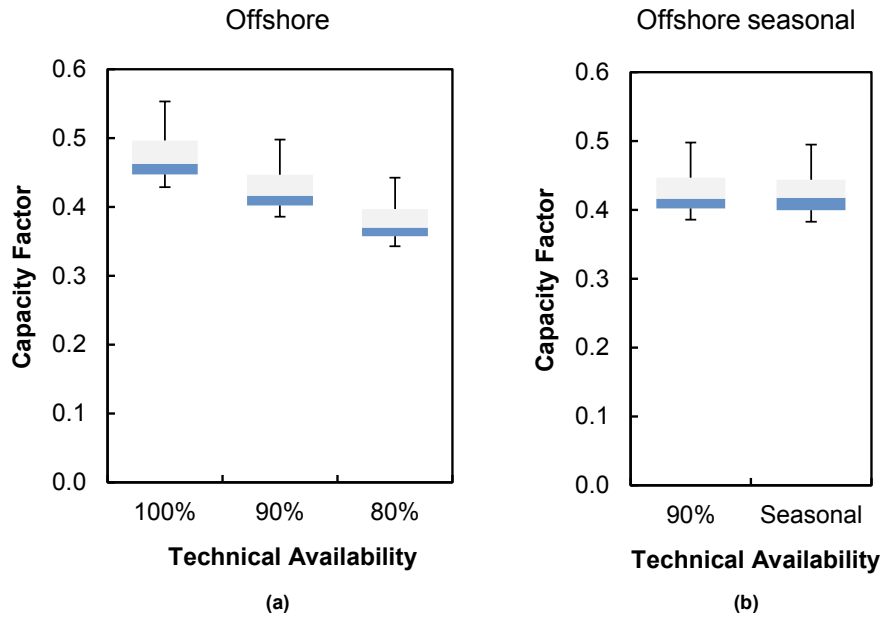 Offshore
0.6
0.5
0.4
0.3
0.2
0.1
0.0
Capacity Factor
100% 90% 80%
Technical Availability
(a)
Offshore seasonal
0.6
0.5
0.4
0.3
0.2
0.1
0.0
Capacity Factor
90% Seasonal
Technical Availability
(b)